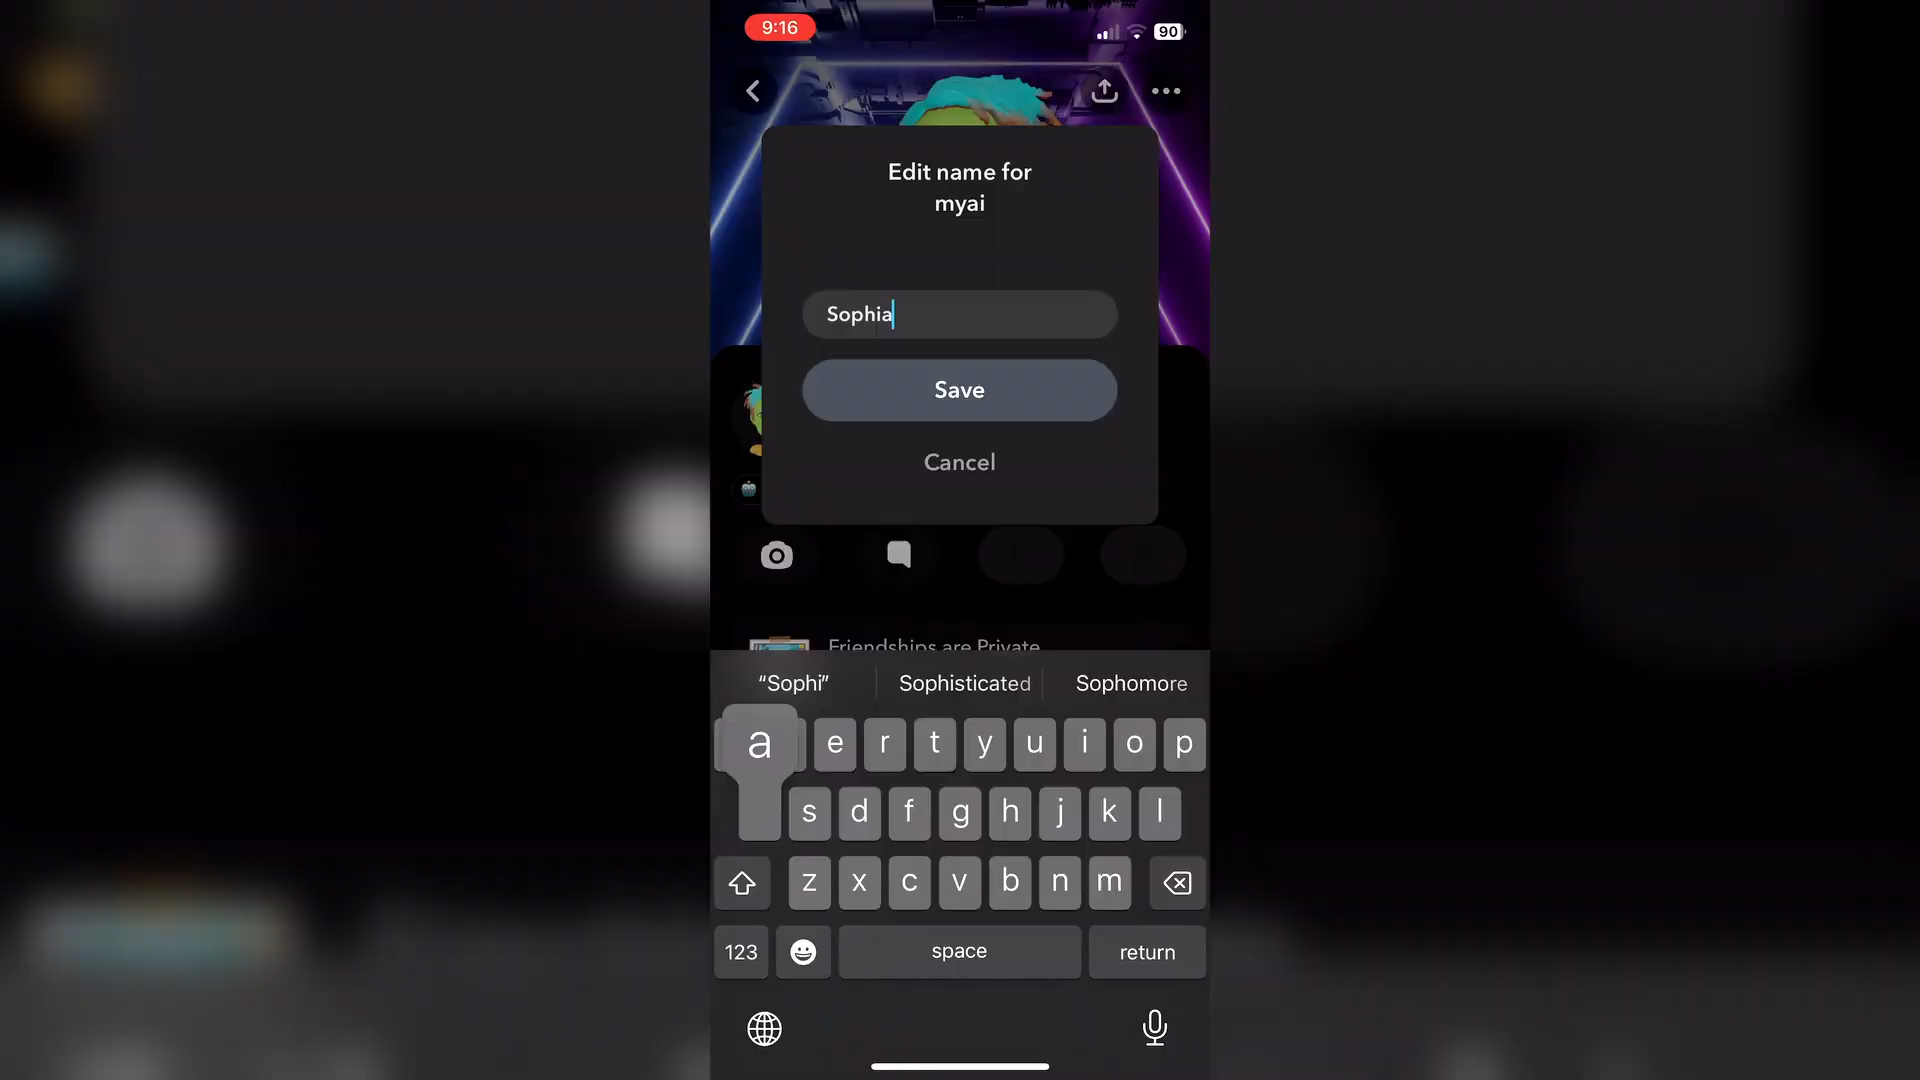 9:16
90
Edit name for
myai
Sophia
Save
Cancel
Friendships are Private
“Sophi” Sophisticated Sophomore
a e r t y u i o p
s d f g h j k l
z x c v b n m
123 space return